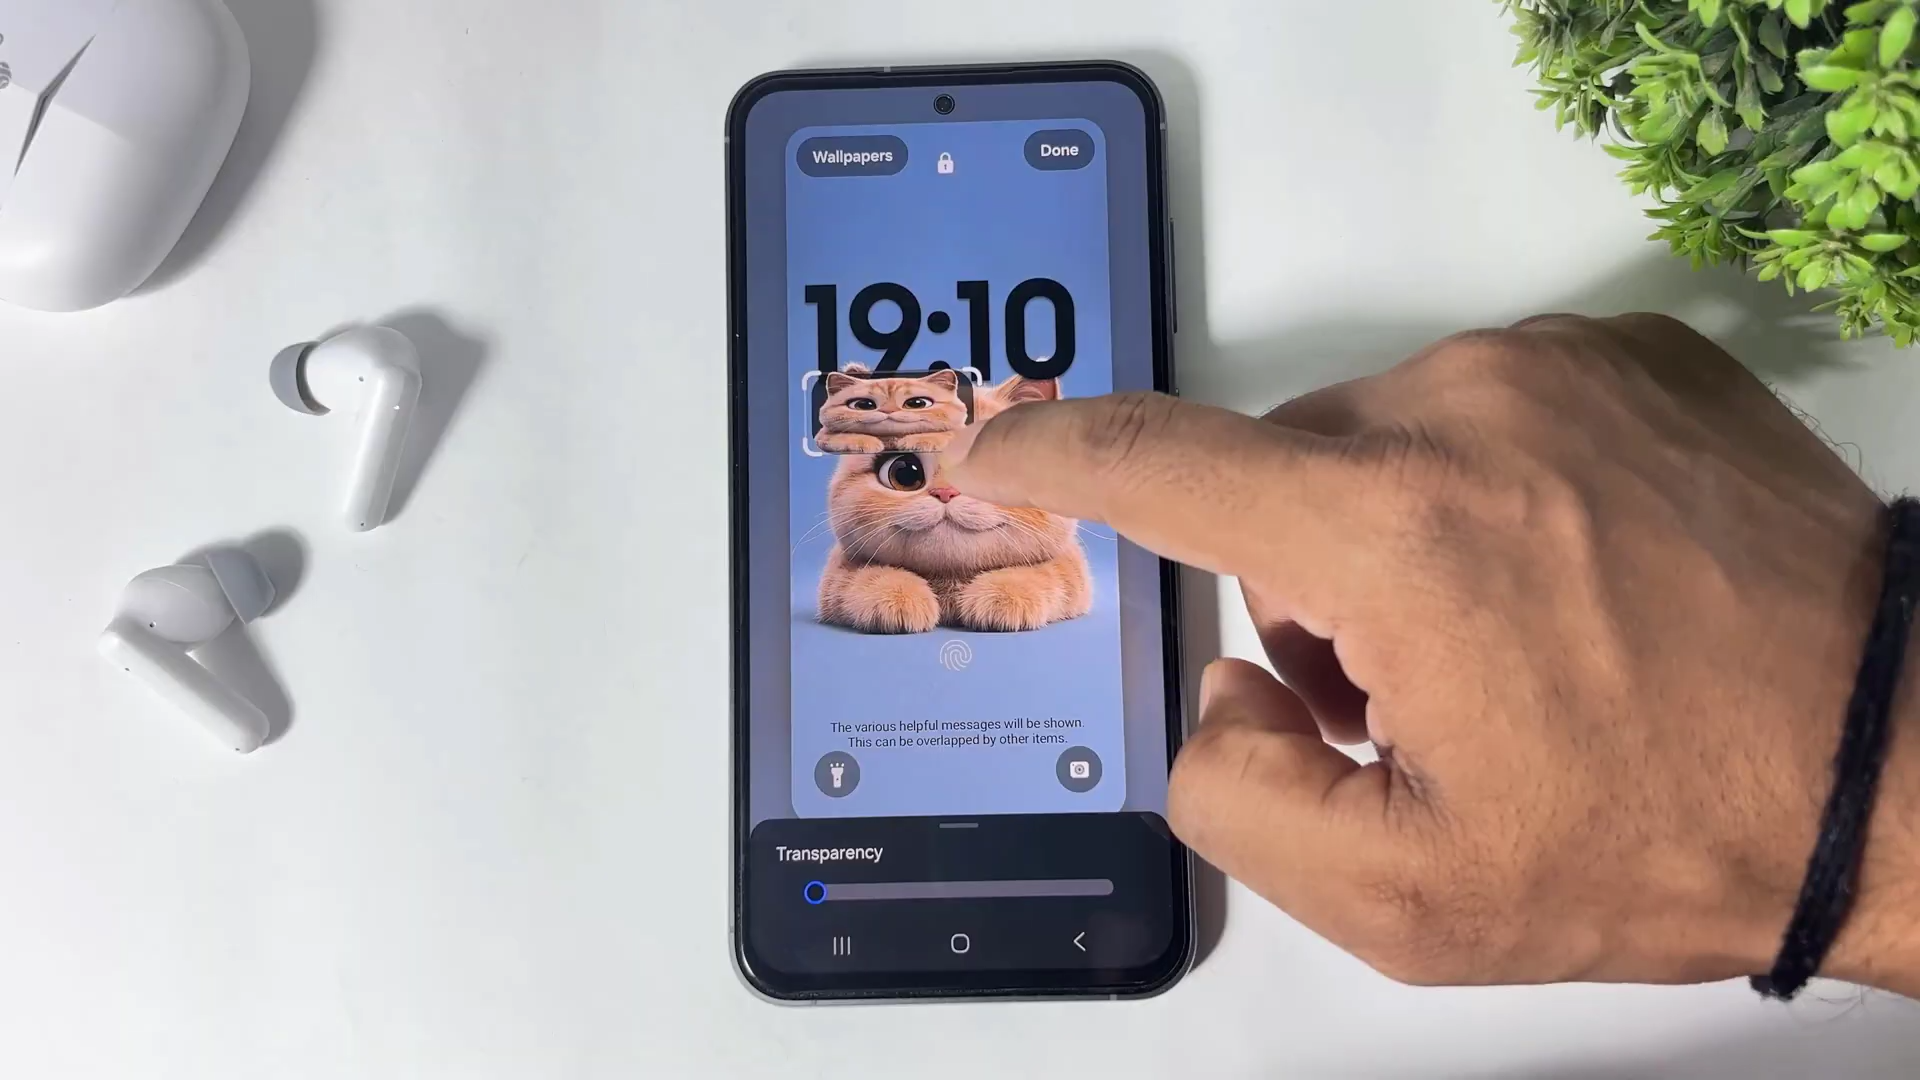 Wallpapers
Done
19:10
The various helpful messages will be shown.
This can be overlapped by other items.
Transparency